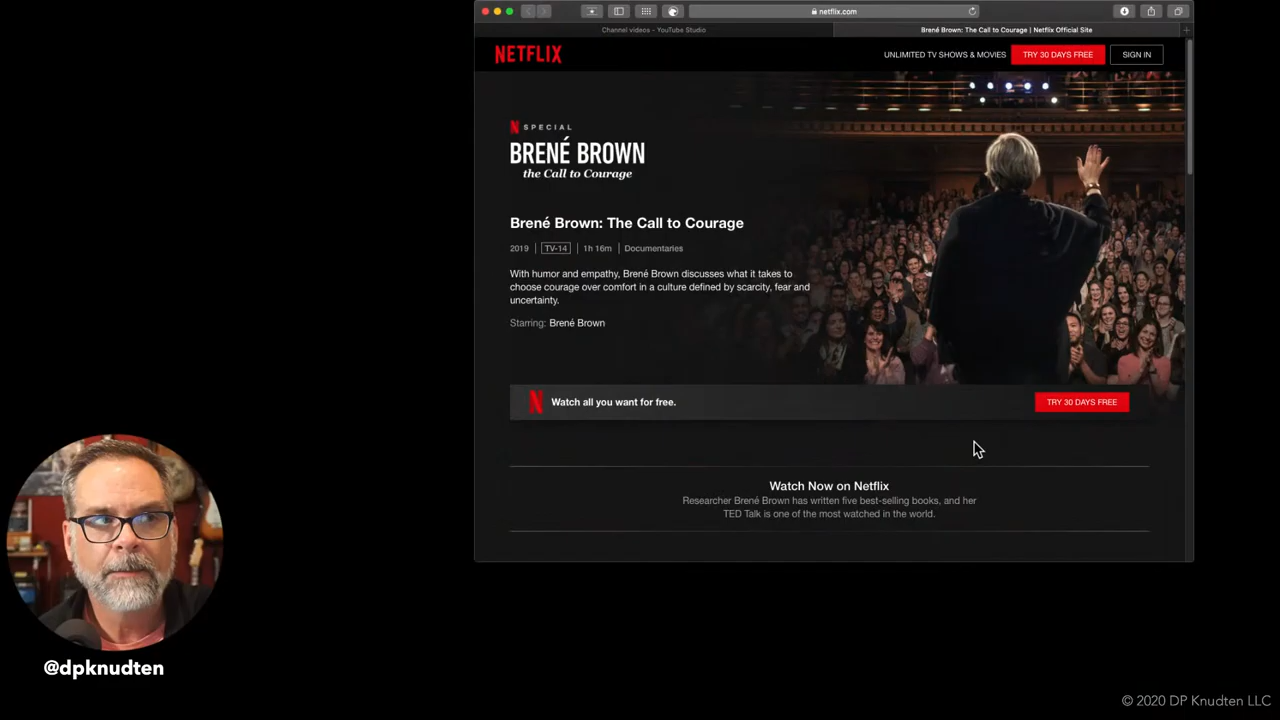 netflix.com
Channel videos - YouTube Studio
Brené Brown: The Call to Courage | Netflix Official Site
NETFLIX
UNLIMITED TV SHOWS & MOVIES
TRY 30 DAYS FREE
SIGN IN
N SPECIAL
BRENÉ BROWN
the Call to Courage
Brené Brown: The Call to Courage
2019 | TV-14 | 1h 16m | Documentaries
With humor and empathy, Brené Brown discusses what it takes to
choose courage over comfort in a culture defined by scarcity, fear and
uncertainty.
Starring: Brené Brown
N Watch all you want for free.
TRY 30 DAYS FREE
Watch Now on Netflix
Researcher Brené Brown has written five best-selling books, and her
TED Talk is one of the most watched in the world.
@dpknudten
© 2020 DP Knudten LLC